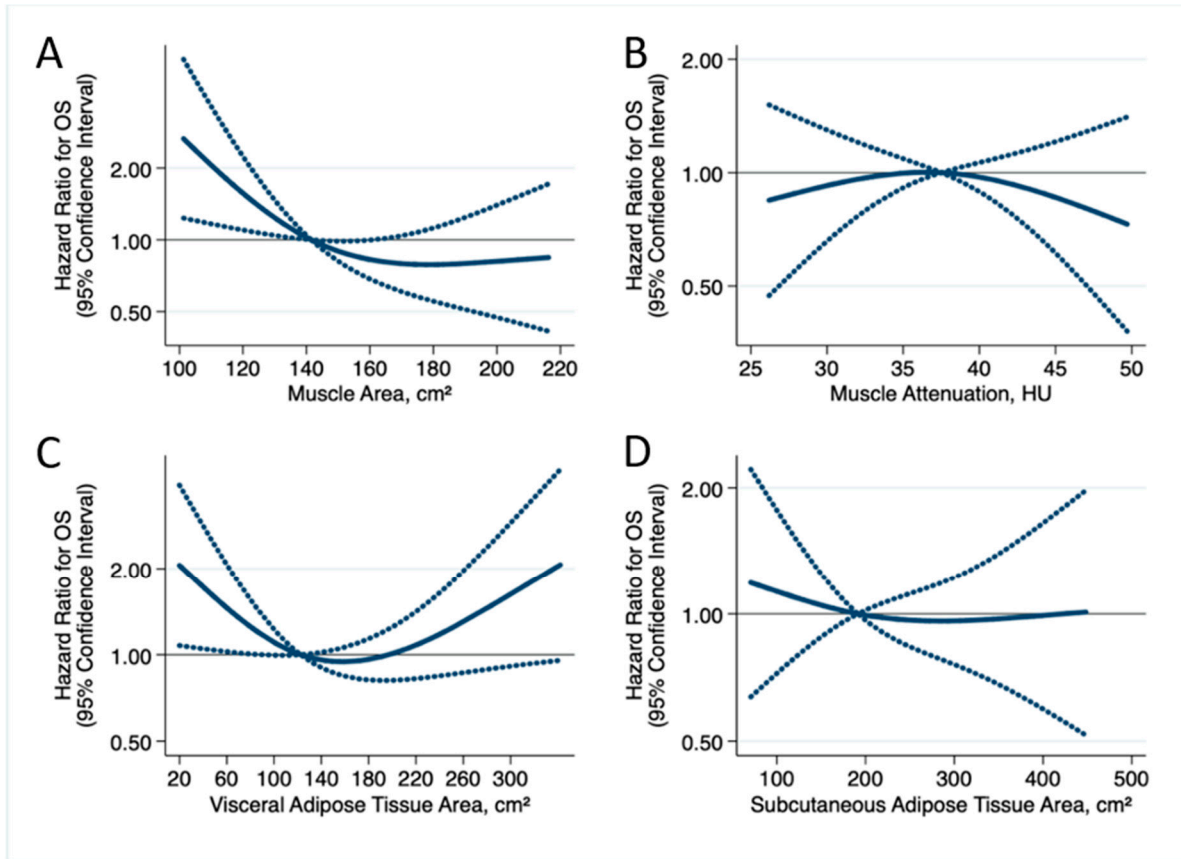 A
Hazard Ratio for OS
(95% Confidence Interval)
2.00
1.00
0.50
100 120 140 160 180 200 220
Muscle Area, cm²
B
Hazard Ratio for OS
(95% Confidence Interval)
2.00
1.00
0.50
25 30 35 40 45 50
Muscle Attenuation, HU
C
Hazard Ratio for OS
(95% Confidence Interval)
2.00
1.00
0.50
20 60 100 140 180 220 260 300
Visceral Adipose Tissue Area, cm²
D
Hazard Ratio for OS
(95% Confidence Interval)
2.00
1.00
0.50
100 200 300 400 500
Subcutaneous Adipose Tissue Area, cm²